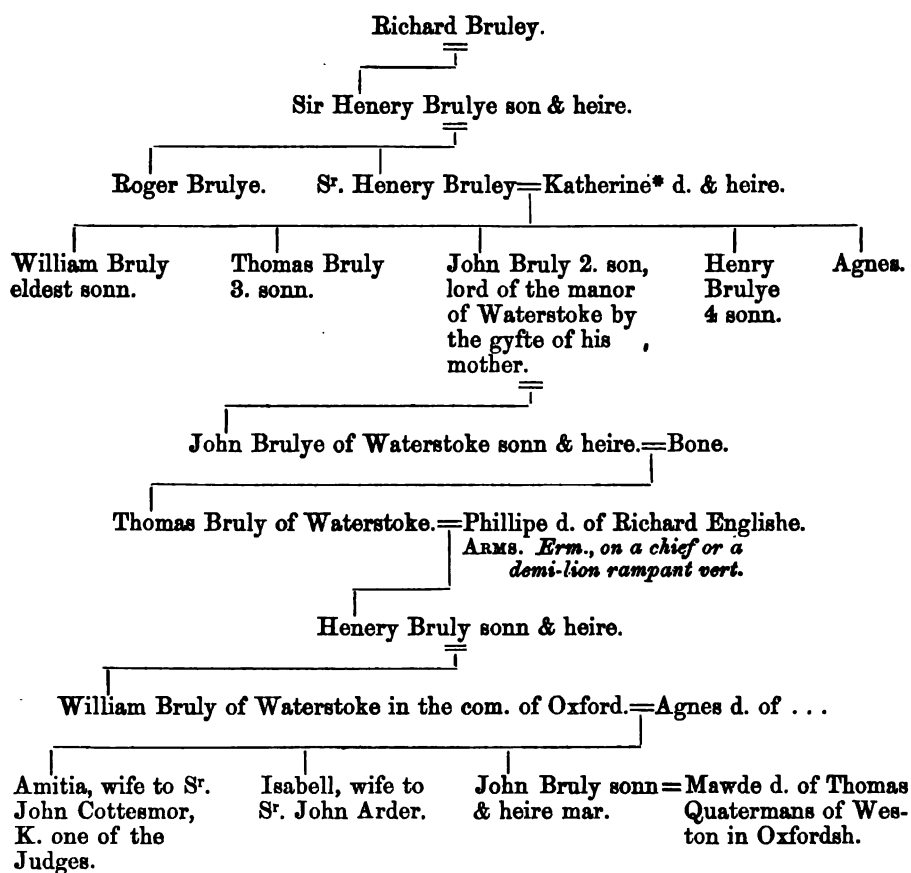 Richard Bruley.
Sir Henery Brulye son & heire.
Roger Brulye.
Sr. Henery Bruley=Katherine* d. & heire.
William Bruly
eldest sonn.
Thomas Bruly
3. sonn.
John Bruly 2. son,
lord of the manor
of Waterstoke by
the gyfte of his
mother.
Henry
Brulye
4 sonn.
Agnes.
John Brulye of Waterstoke sonn & heire.=Bone.
Thomas Bruly of Waterstoke.=Phillipe d. of Richard Englishe.
ARMS. Erm., on a chief or a
demi-lion rampant vert.
Henery Bruly sonn & heire.
William Bruly of Waterstoke in the com. of Oxford.=Agnes d. of . . .
Amitia, wife to Sr.
John Cottesmor,
K. one of the
Judges.
Isabell, wife to
Sr. John Arder.
John Bruly sonn
& heire mar.
=Mawde d. of Thomas
Quatermans of Wes-
ton in Oxfordsh.